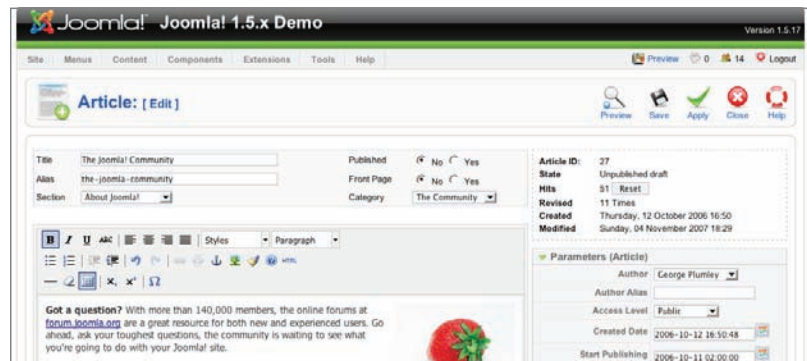 Joomla! Joomla! 1.5.x Demo
Version 1.5.17
Site Menus Content Components Extensions Tools Help
Preview 0 14 Logout
Article: [ Edit ]
Preview Save Apply Close Help
Title The Joomla! Community Published No Yes
Alias the-joomla-community Front Page No Yes
Section About Joomla! Category The Community
Article ID: 27
State Unpublished draft
Hits 51 Reset
Revised 11 Times
Created Thursday, 12 October 2006 16:50
Modified Sunday, 04 November 2007 18:29
B I U ABC Styles Paragraph
HTML
x, x' Ω
Got a question? With more than 140,000 members, the online forums at
forum.joomla.org are a great resource for both new and experienced users. Go
ahead, ask your toughest questions, the community is waiting to see what
you're going to do with your Joomla! site.
Parameters (Article)
Author George Plumley
Author Alias
Access Level Public
Created Date 2006-10-12 16:50:48
Start Publishing 2006-10-11 02:00:00